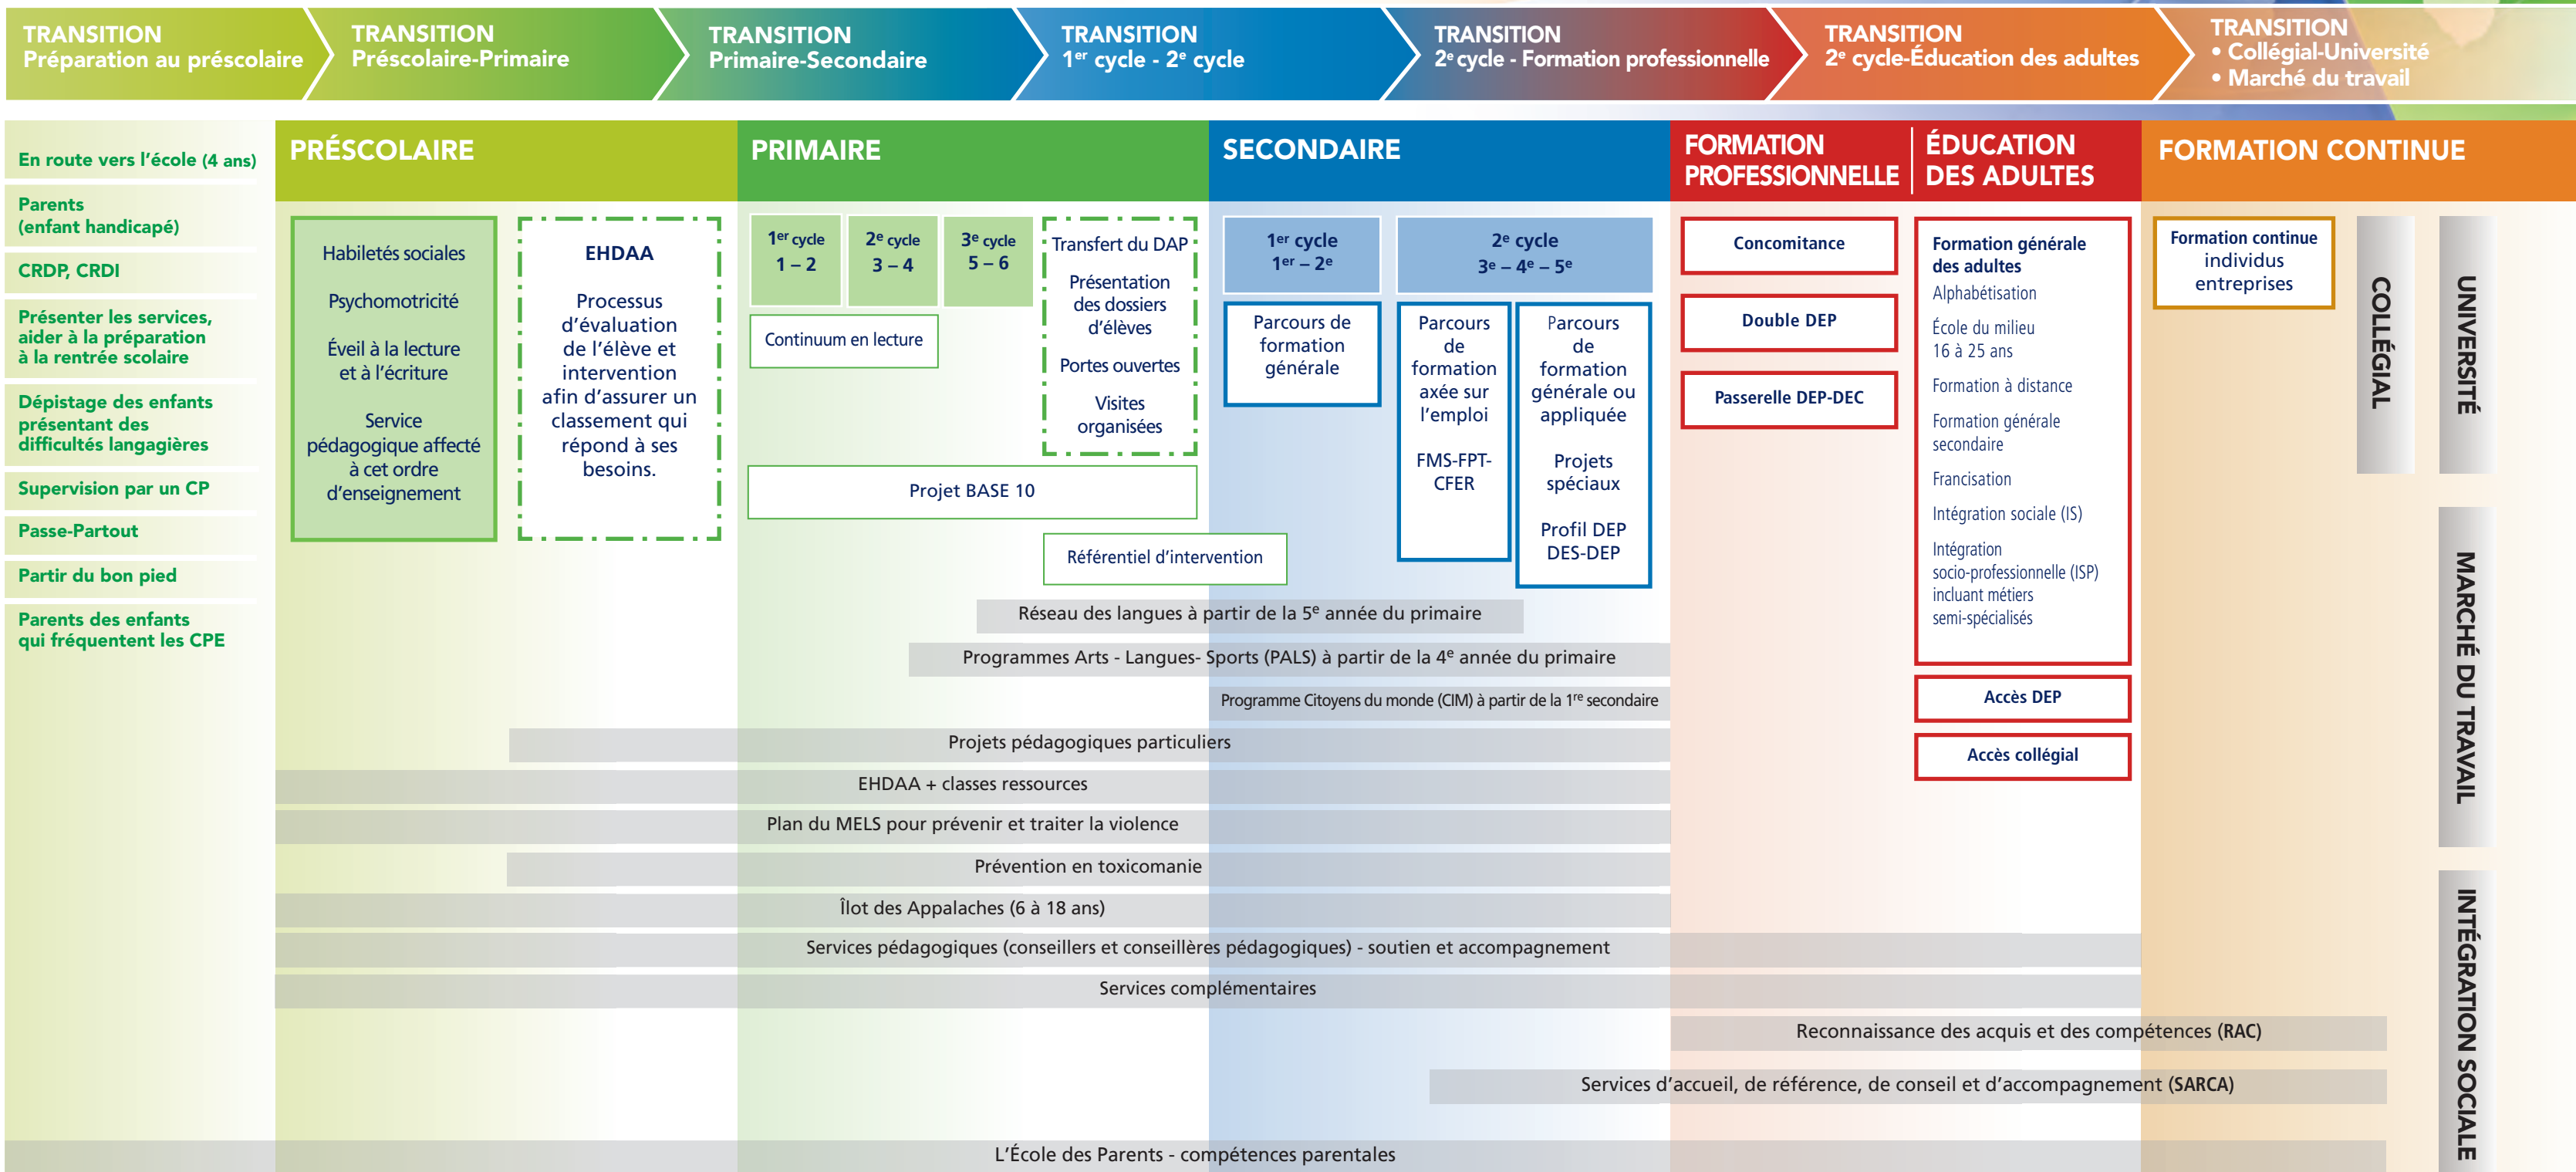 TRANSITION
Préparation au préscolaire
TRANSITION
Préscolaire-Primaire
TRANSITION
Primaire-Secondaire
TRANSITION
1er cycle - 2e cycle
TRANSITION
2e cycle - Formation professionnelle
TRANSITION
2e cycle-Éducation des adultes
TRANSITION
• Collégial-Université
• Marché du travail
En route vers l'école (4 ans)
Parents
(enfant handicapé)
CRDP, CRDI
Présenter les services,
aider à la préparation
à la rentrée scolaire
Dépistage des enfants
présentant des
difficultés langagières
Supervision par un CP
Passe-Partout
Partir du bon pied
Parents des enfants
qui fréquentent les CPE
PRÉSCOLAIRE
Habiletés sociales
Psychomotricité
Éveil à la lecture
et à l'écriture
Service
pédagogique affecté
à cet ordre
d'enseignement
EHDAA
Processus
d'évaluation
de l'élève et
intervention
afin d'assurer un
classement qui
répond à ses
besoins.
PRIMAIRE
1er cycle
1 – 2
2e cycle
3 – 4
3e cycle
5 – 6
Continuum en lecture
Transfert du DAP
Présentation
des dossiers
d'élèves
Portes ouvertes
Visites
organisées
Projet BASE 10
Référentiel d'intervention
SECONDAIRE
1er cycle
1er – 2e
2e cycle
3e – 4e – 5e
Parcours de
formation
générale
Parcours
de
formation
axée sur
l'emploi
FMS-FPT-
CFER
Parcours
de
formation
générale ou
appliquée
Projets
spéciaux
Profil DEP
DES-DEP
FORMATION
PROFESSIONNELLE
Concomitance
Double DEP
Passerelle DEP-DEC
ÉDUCATION
DES ADULTES
Formation générale
des adultes
Alphabétisation
École du milieu
16 à 25 ans
Formation à distance
Formation générale
secondaire
Francisation
Intégration sociale (IS)
Intégration
socio-professionnelle (ISP)
incluant métiers
semi-spécialisés
Accès DEP
Accès collégial
FORMATION CONTINUE
Formation continue
individus
entreprises
COLLÉGIAL
UNIVERSITÉ
MARCHÉ DU TRAVAIL
INTÉGRATION SOCIALE
Réseau des langues à partir de la 5e année du primaire
Programmes Arts - Langues- Sports (PALS) à partir de la 4e année du primaire
Programme Citoyens du monde (CIM) à partir de la 1re secondaire
Projets pédagogiques particuliers
EHDAA + classes ressources
Plan du MELS pour prévenir et traiter la violence
Prévention en toxicomanie
Îlot des Appalaches (6 à 18 ans)
Services pédagogiques (conseillers et conseillères pédagogiques) - soutien et accompagnement
Services complémentaires
Reconnaissance des acquis et des compétences (RAC)
Services d'accueil, de référence, de conseil et d'accompagnement (SARCA)
L'École des Parents - compétences parentales